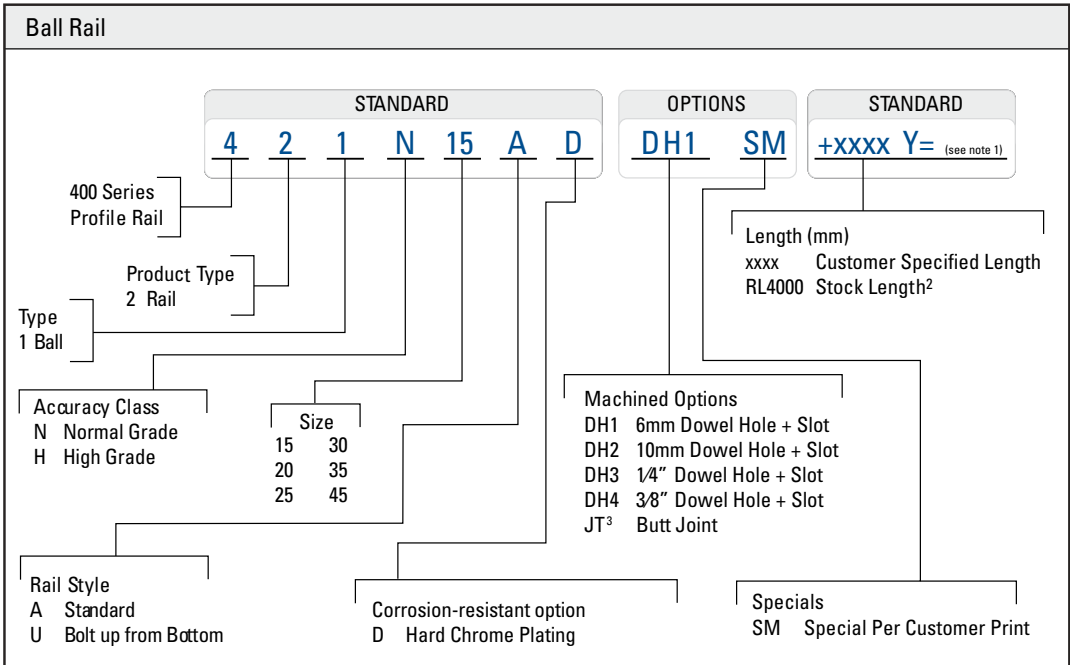 Ball Rail
STANDARD
OPTIONS
STANDARD
4 2 1 N 15 A D
DH1 SM
+xxxx Y= (see note 1)
400 Series
Profile Rail
Product Type
2 Rail
Type
1 Ball
Accuracy Class
N Normal Grade
H High Grade
Size
15 30
20 35
25 45
Rail Style
A Standard
U Bolt up from Bottom
Corrosion-resistant option
D Hard Chrome Plating
Machined Options
DH1 6mm Dowel Hole + Slot
DH2 10mm Dowel Hole + Slot
DH3 1/4" Dowel Hole + Slot
DH4 3/8" Dowel Hole + Slot
JT³ Butt Joint
Length (mm)
xxxx Customer Specified Length
RL4000 Stock Length²
Specials
SM Special Per Customer Print